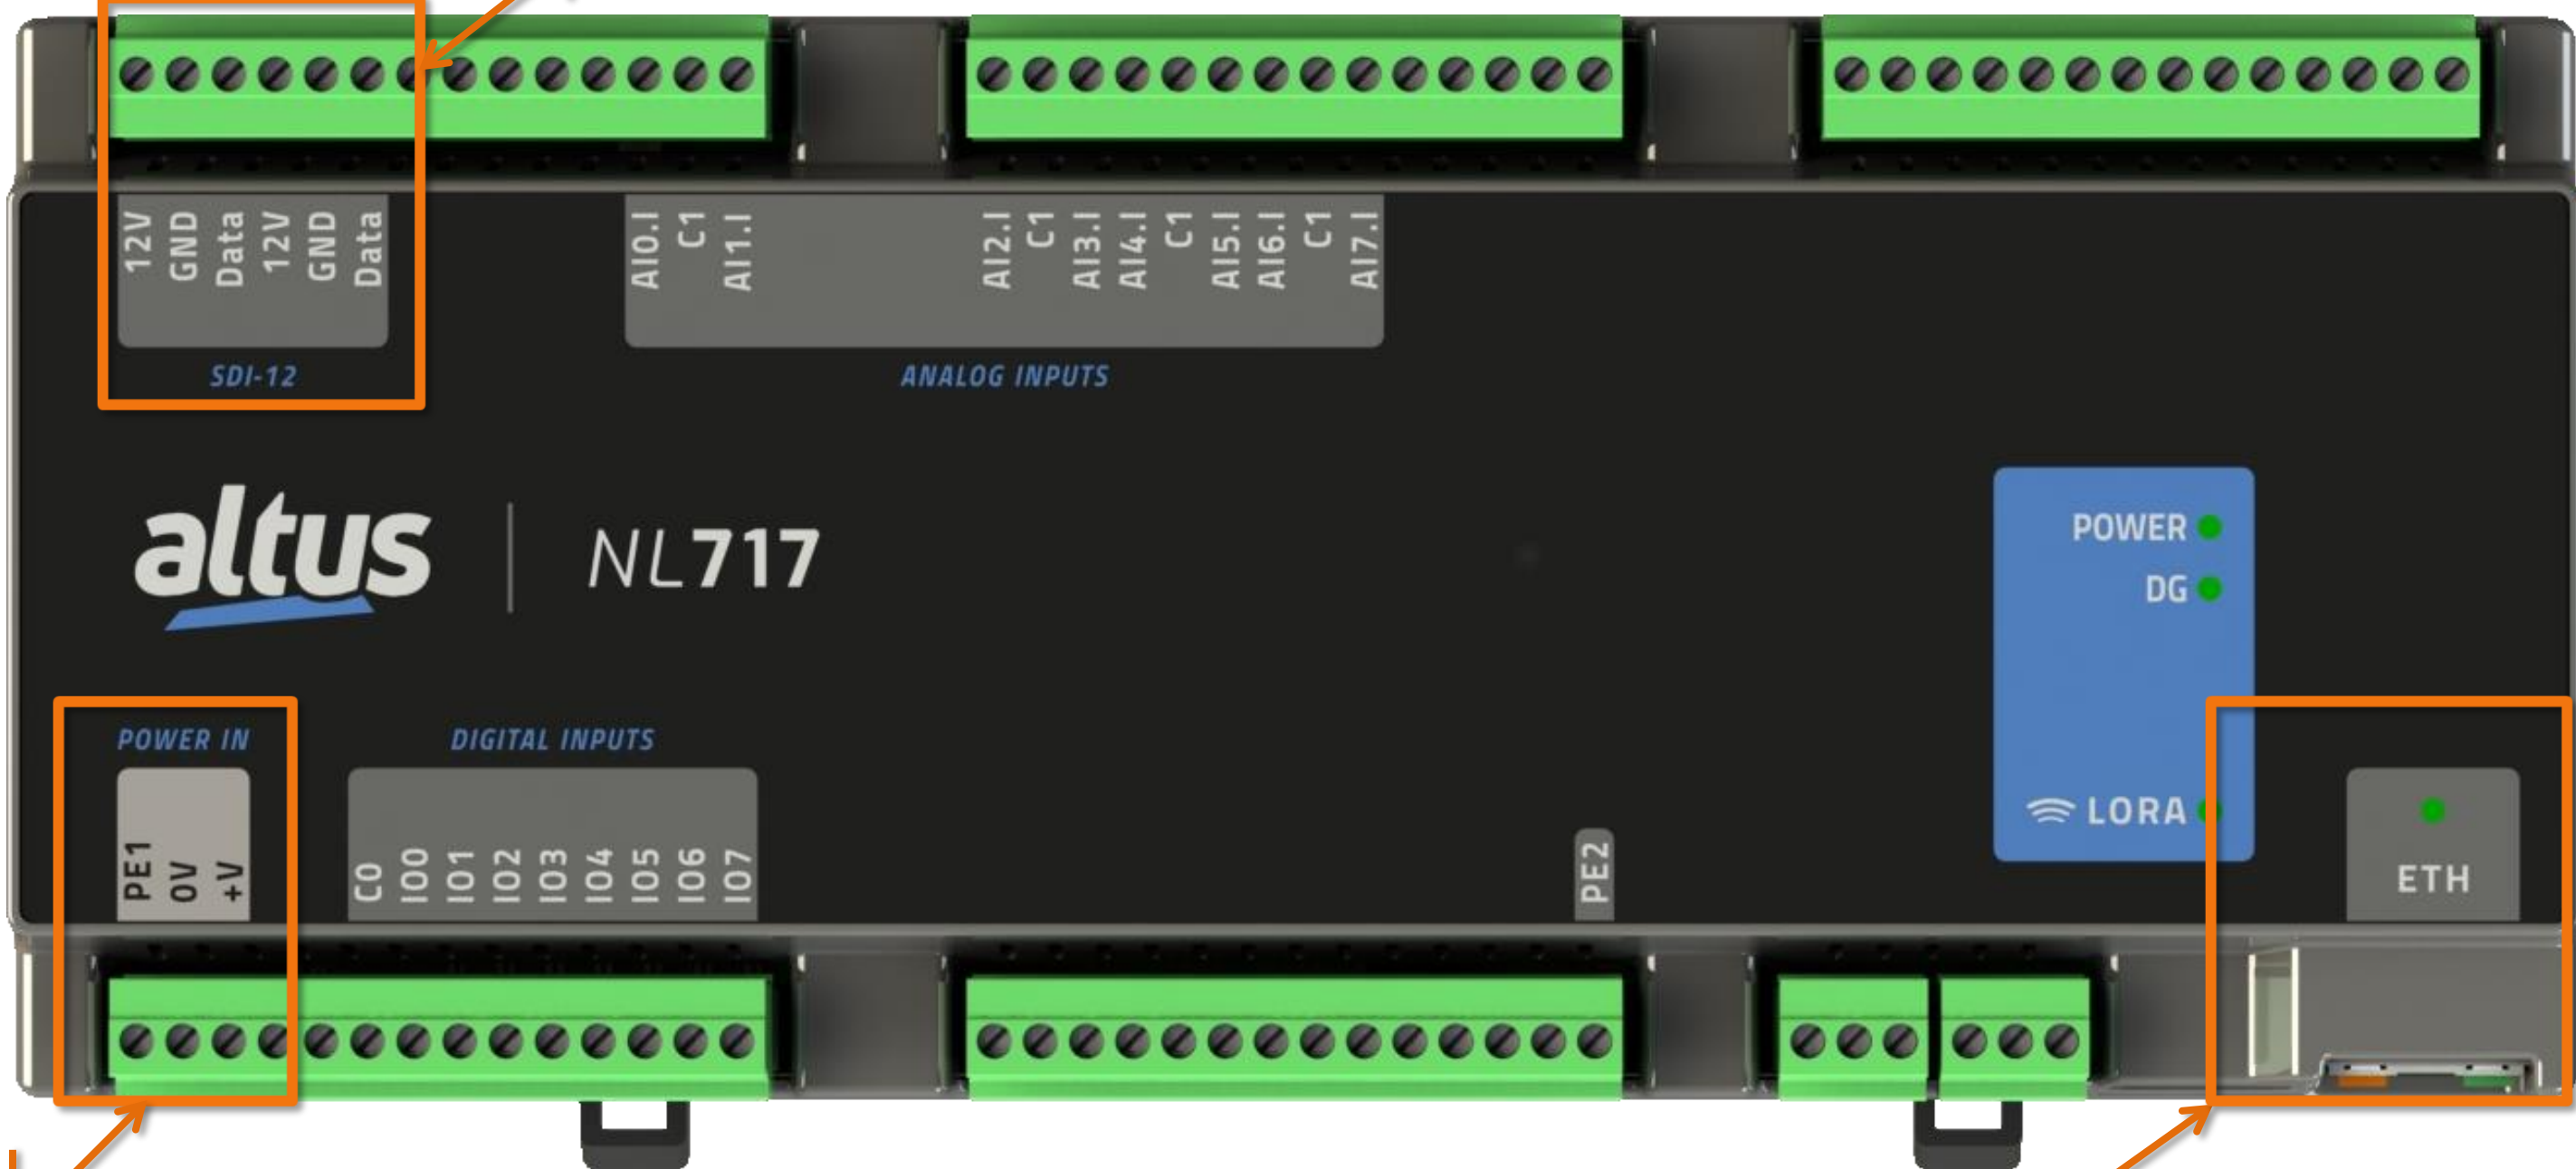 12V GND Data 12V GND Data
AI0.I C1 AI1.I
AI2.I C1 AI3.I AI4.I C1 AI5.I AI6.I C1 AI7.I
SDI-12
ANALOG INPUTS
altus
NL717
POWER
DG
LORA
POWER IN
DIGITAL INPUTS
PE1 0V +V
C0 I00 I01 I02 I03 I04 I05 I06 I07
PE2
ETH